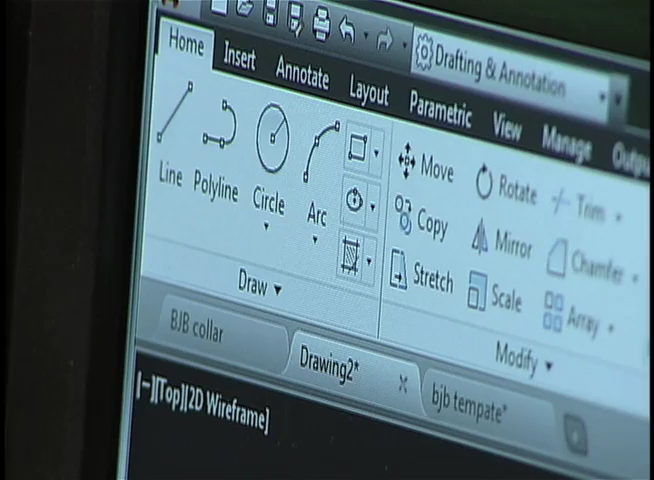 Drafting & Annotation
Home Insert Annotate Layout Parametric View Manage
Line Polyline Circle Arc
Move Rotate Trim
Copy Mirror Chamfer
Stretch Scale Array
Draw Modify
BJB collar Drawing2* bjb tempate*
[−][Top][2D Wireframe]